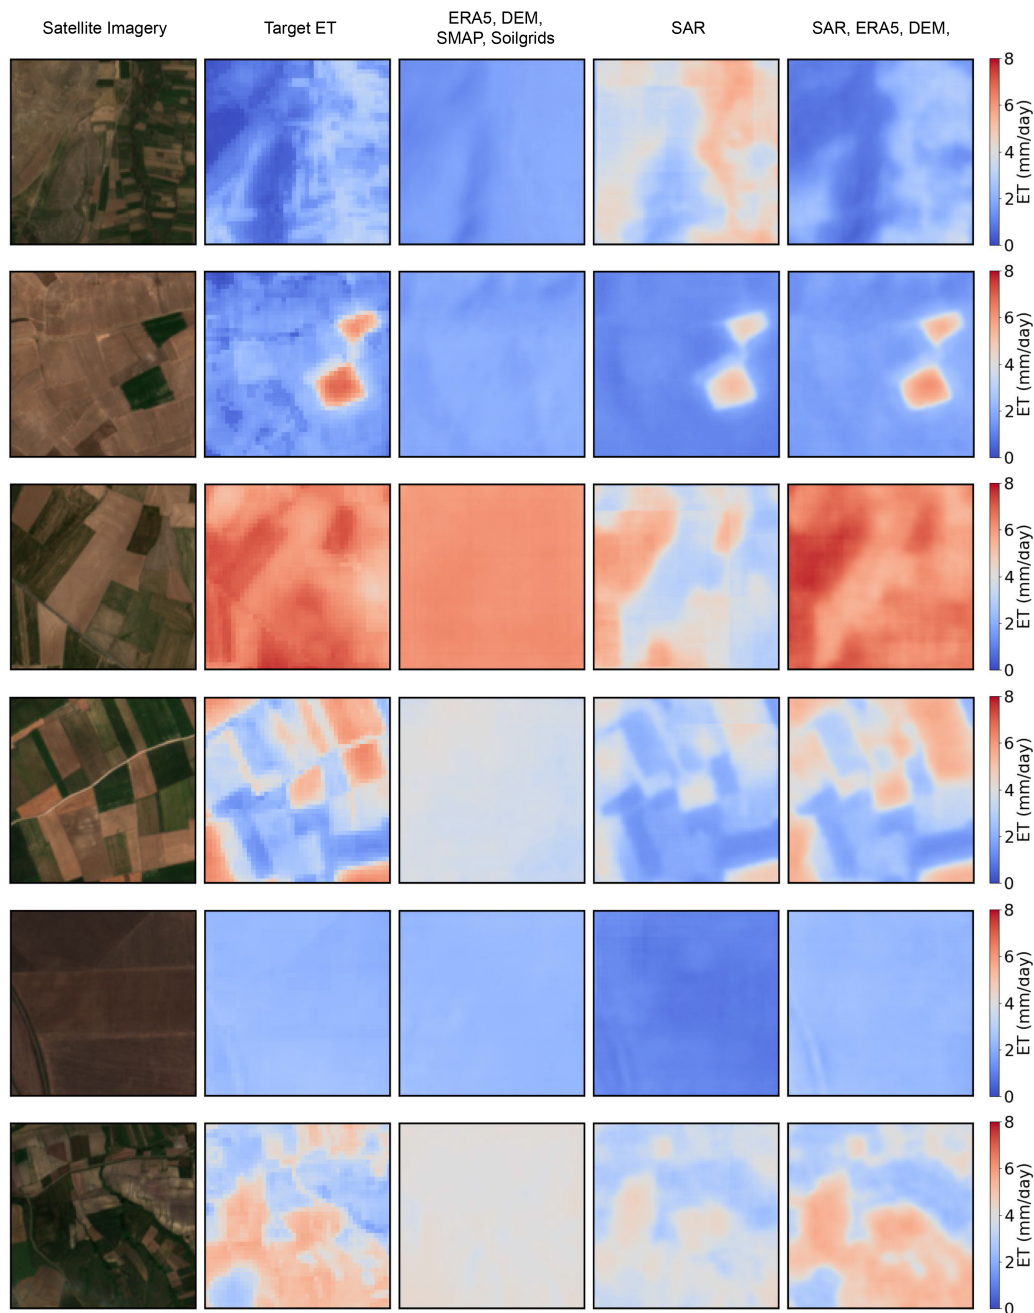 Satellite Imagery
Target ET
ERA5, DEM,
SMAP, Soilgrids
SAR
SAR, ERA5, DEM,
8
6
4
2
0
ET (mm/day)
8
6
4
2
0
ET (mm/day)
8
6
4
2
0
ET (mm/day)
8
6
4
2
0
ET (mm/day)
8
6
4
2
0
ET (mm/day)
8
6
4
2
0
ET (mm/day)